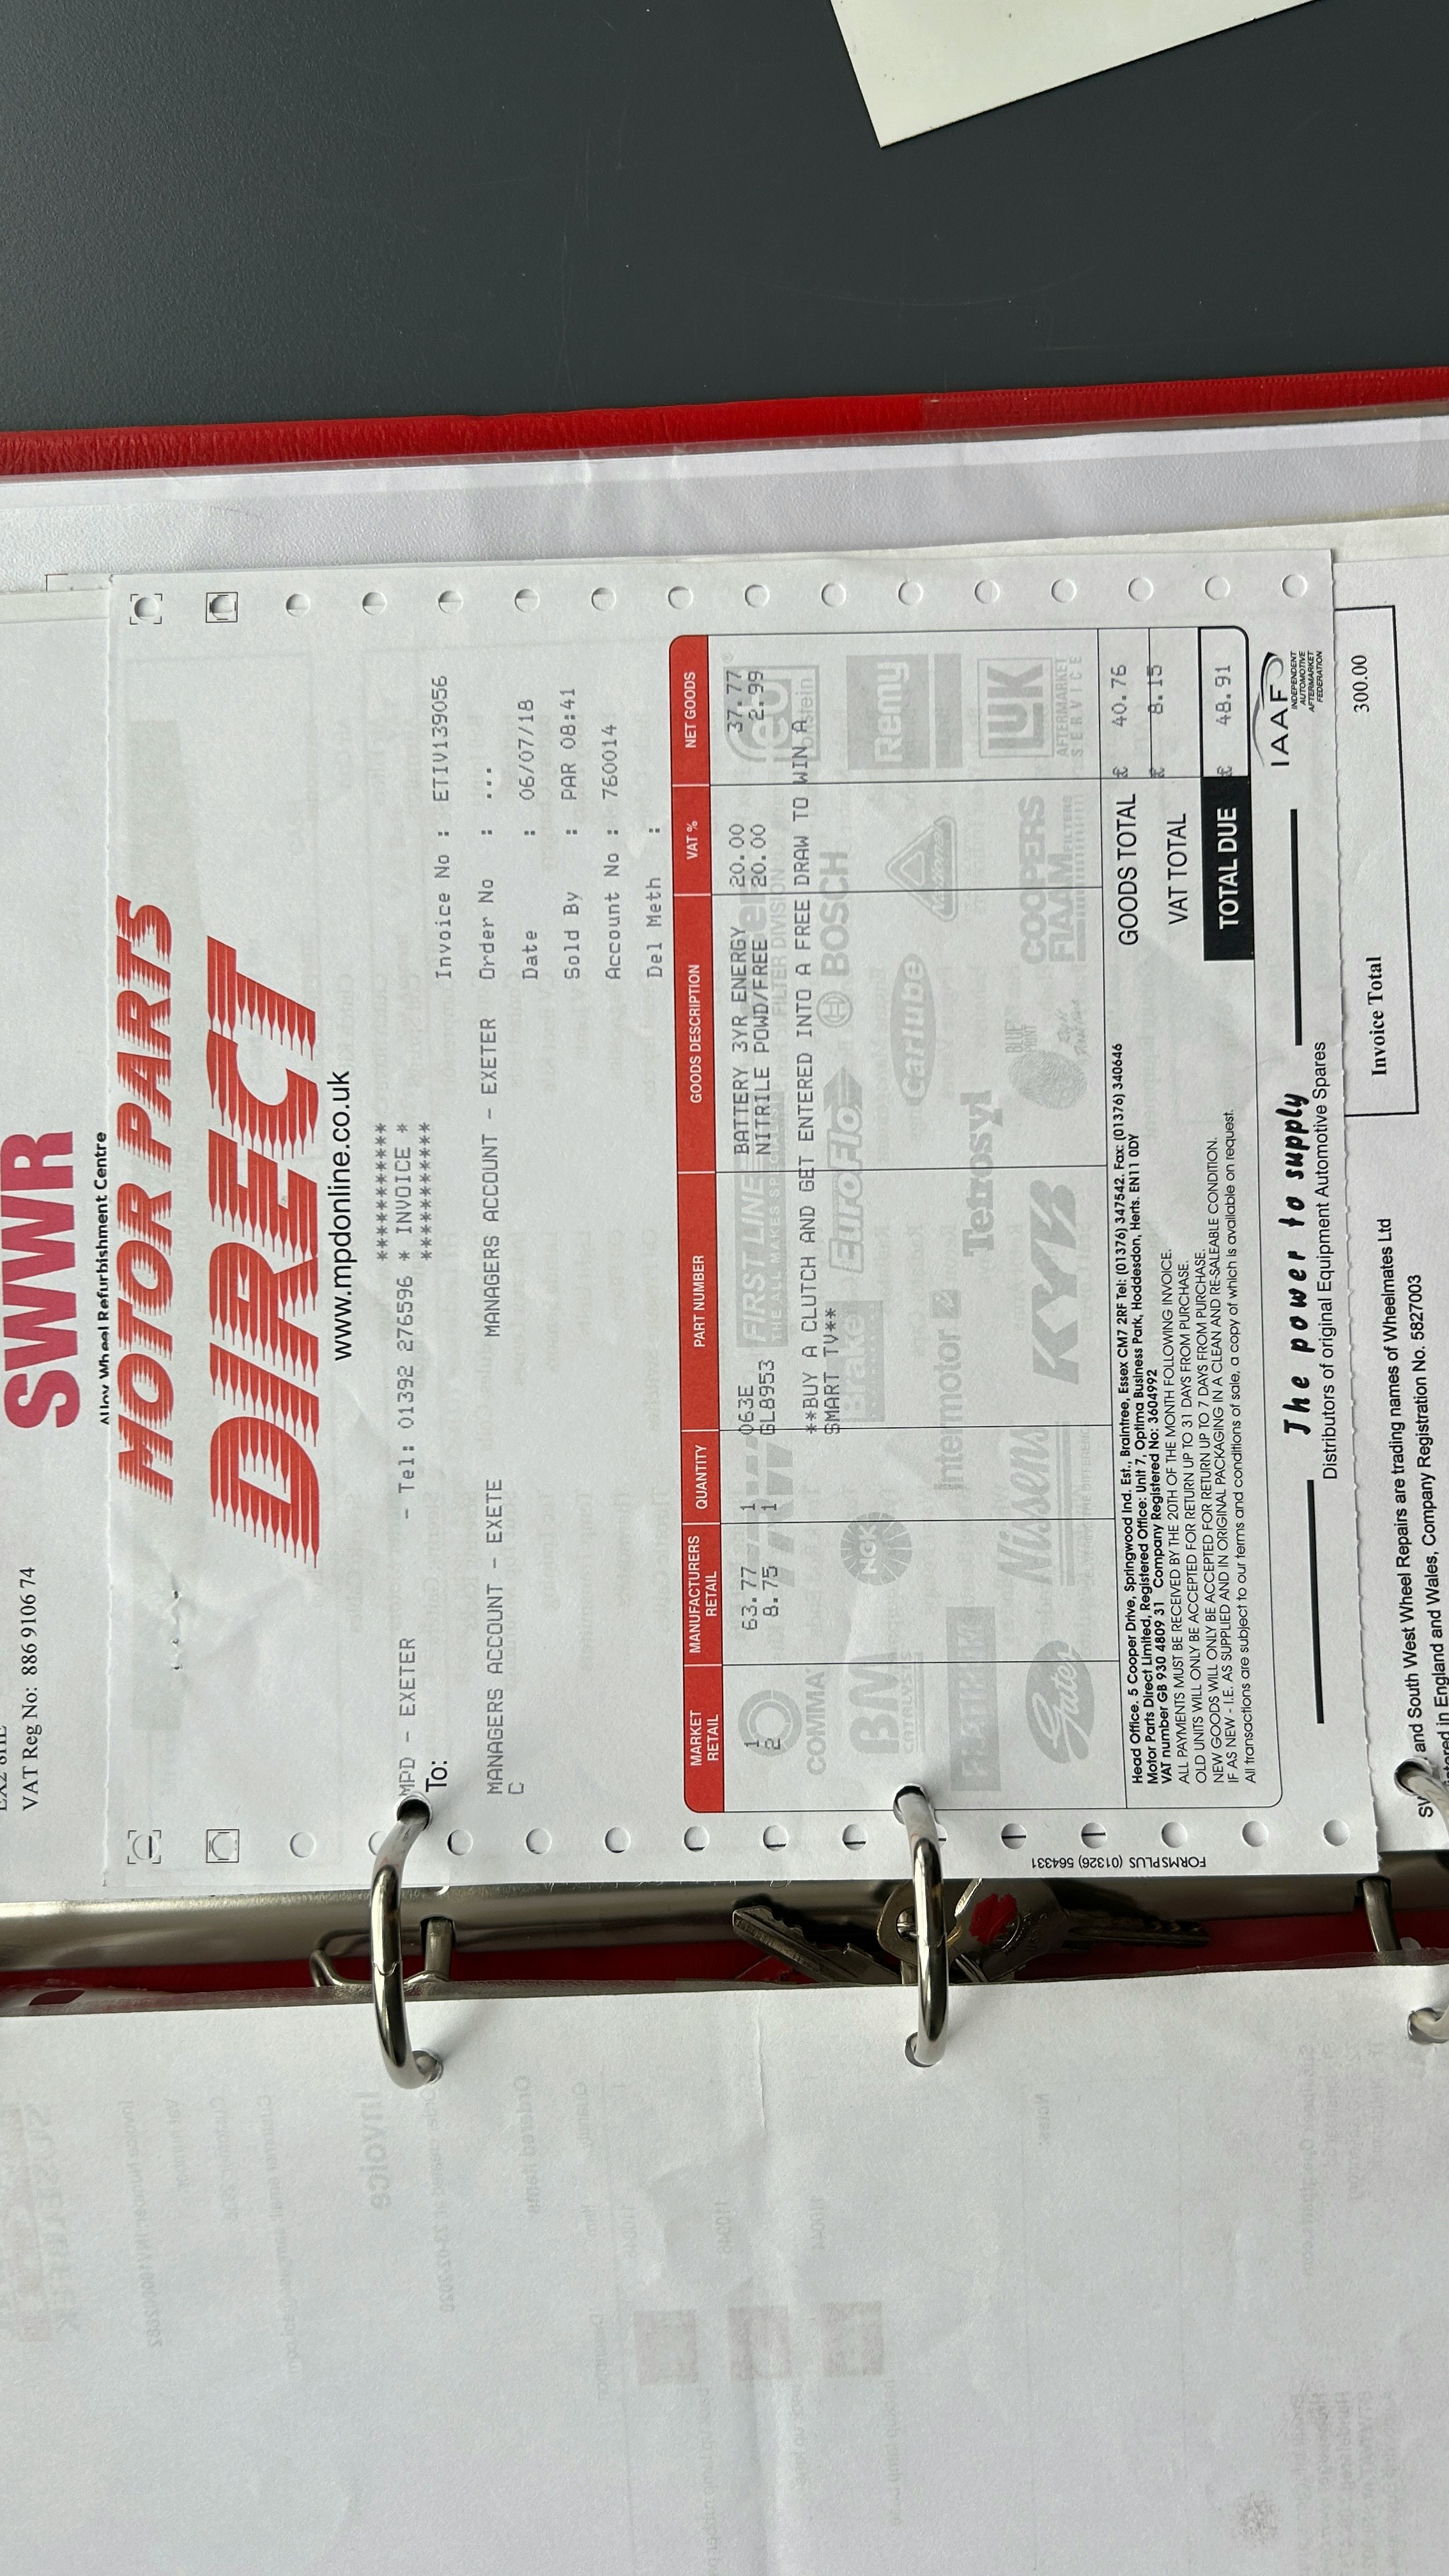 VAT Reg No: 886 910 674
SWWR
Alloy Wheel Refurbishment Centre
MOTOR PARTS
DIRECT
www.mpdonline.co.uk
***********
MPD - EXETER - Tel: 01392 276596 * INVOICE *
***********
To:
Invoice No : ETIV139056
MANAGERS ACCOUNT - EXETE MANAGERS ACCOUNT - EXETER Order No : ...
C
Date : 06/07/18
Sold By : PAR 08:41
Account No : 760014
Del Meth :
MARKET RETAIL MANUFACTURERS RETAIL QUANTITY PART NUMBER GOODS DESCRIPTION VAT % NET GOODS
1 63.77 1 063E BATTERY 3YR ENERGY 20.00 37.77
2 8.75 1 GL8953 NITRILE POWD/FREE 20.00 2.99
**BUY A CLUTCH AND GET ENTERED INTO A FREE DRAW TO WIN A
SMART TV**
FIRST LINE
COMMA
BM
NGK
EUROFLO
BOSCH
Remy
Carlube
Intermotor
Tetrosyl
LUK
AFTERMARKET
SERVICE
COOPERS
FIAAM
FILTERS
Gates
Nissens
KYB
GOODS TOTAL £ 40.76
VAT TOTAL £ 8.15
TOTAL DUE £ 48.91
Head Office. 5 Cooper Drive, Springwood Ind. Est., Braintree, Essex CM7 2RF Tel: (01376) 347542. Fax: (01376) 340646
Motor Parts Direct Limited, Registered Office: Unit 7, Optima Business Park, Hoddesdon, Herts. EN11 0DY
VAT number GB 930 4809 31 Company Registered No: 3604992
ALL PAYMENTS MUST BE RECEIVED BY THE 20TH OF THE MONTH FOLLOWING INVOICE.
OLD UNITS WILL ONLY BE ACCEPTED FOR RETURN UP TO 31 DAYS FROM PURCHASE.
NEW GOODS WILL ONLY BE ACCEPTED FOR RETURN UP TO 7 DAYS FROM PURCHASE.
IF AS NEW - I.E. AS SUPPLIED AND IN ORIGINAL PACKAGING IN A CLEAN AND RE-SALEABLE CONDITION.
All transactions are subject to our terms and conditions of sale, a copy of which is available on request.
The power to supply
Distributors of original Equipment Automotive Spares
IAAF
INDEPENDENT
AUTOMOTIVE
AFTERMARKET
FEDERATION
FORMSPLUS (01326) 564331
Invoice Total 300.00
and South West Wheel Repairs are trading names of Wheelmates Ltd
in England and Wales, Company Registration No. 5827003
Invoice